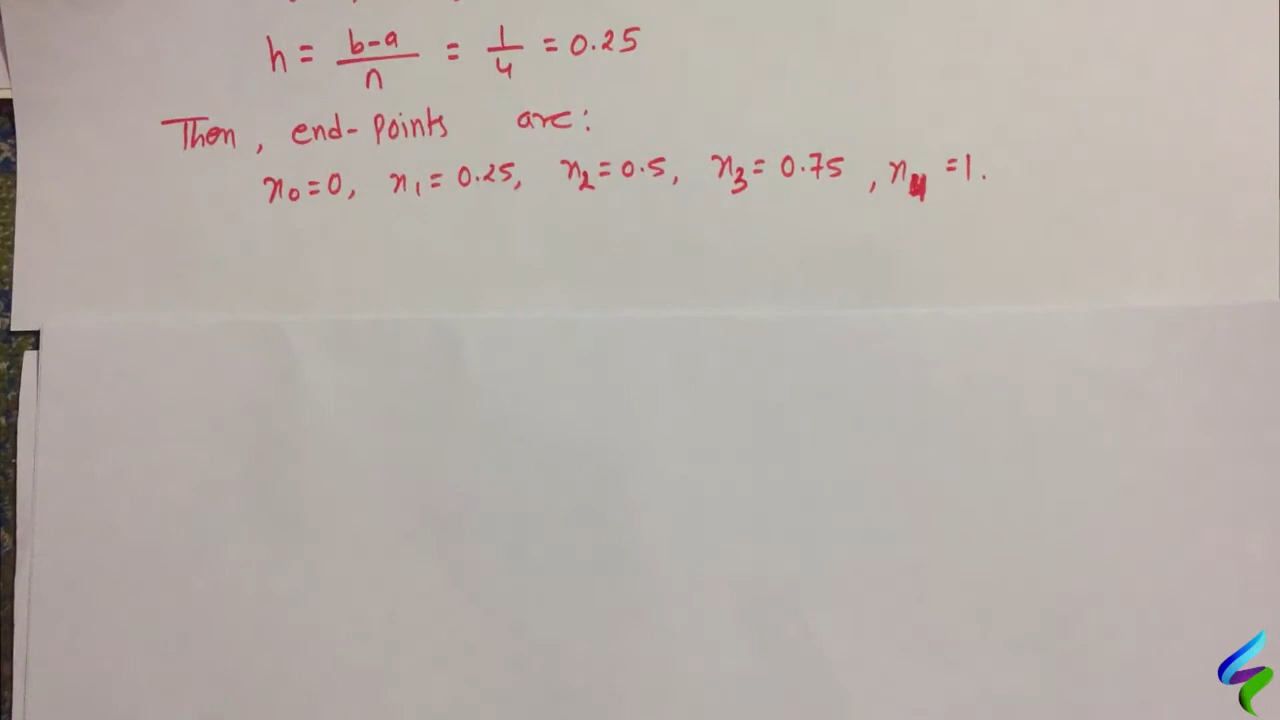 h = b-a / n = 1/4 = 0.25
Then, end-points are:
x₀ = 0, x₁ = 0.25, x₂ = 0.5, x₃ = 0.75, x₄ = 1.